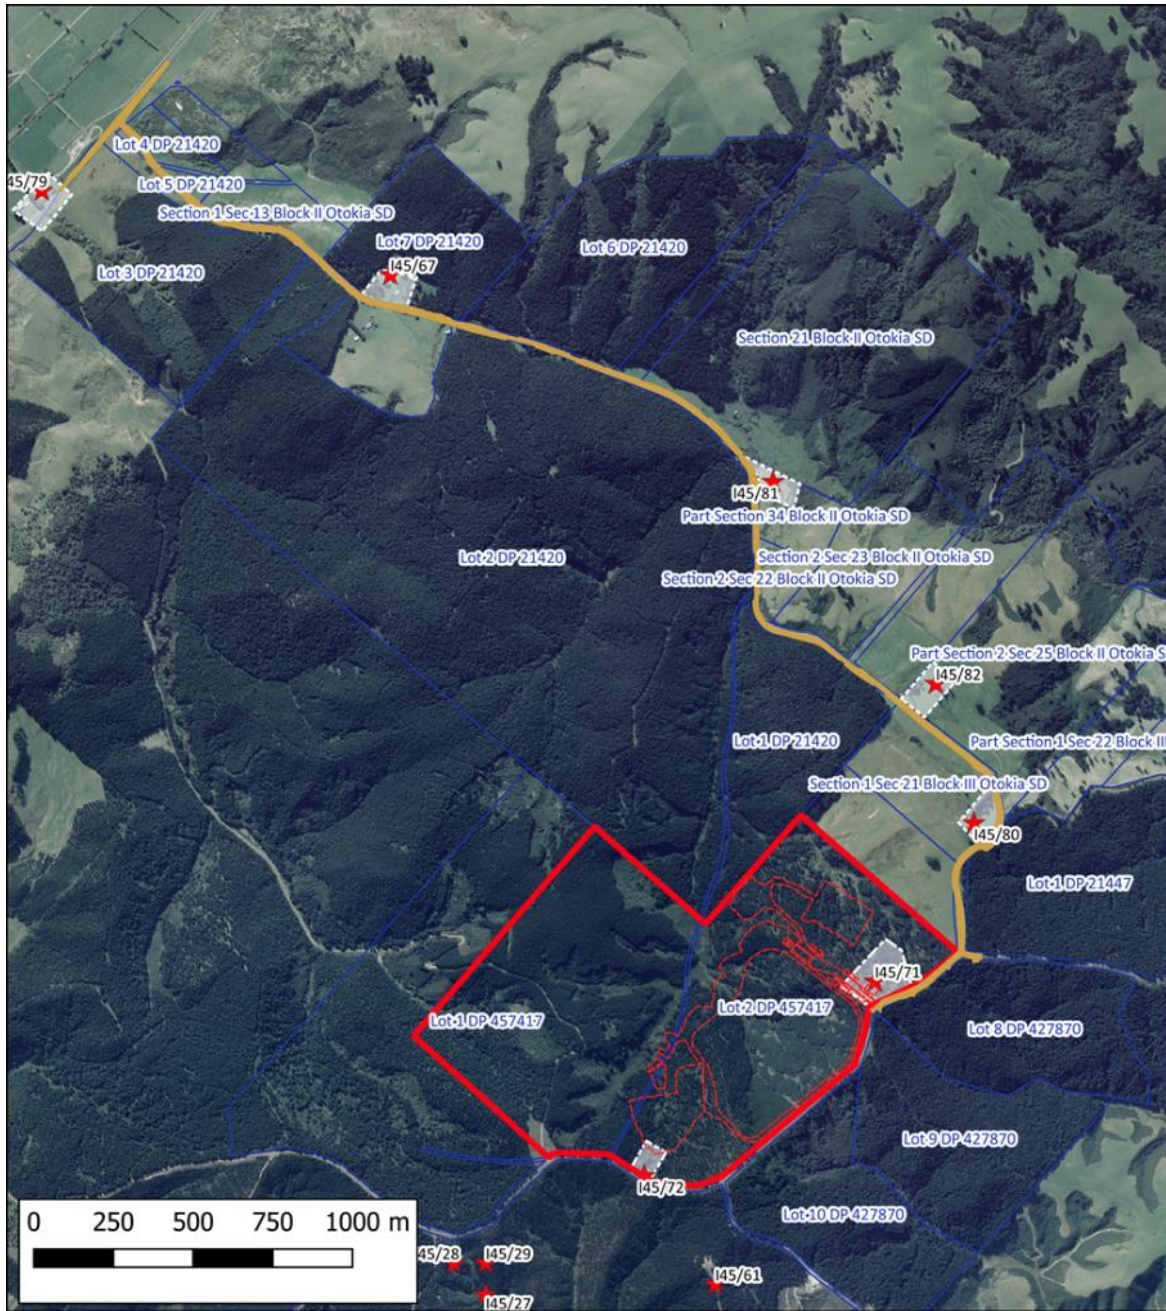 Lot 4 DP 21420
45/79
Lot 5 DP 21420
Section 1 Sec 13 Block II Otokia SD
Lot 3 DP 21420
Lot 7 DP 21420
I45/67
Lot 6 DP 21420
Section 21 Block II Otokia SD
I45/81
Part Section 34 Block II Otokia SD
Lot 2 DP 21420
Section 2 Sec 23 Block II Otokia SD
Section 2 Sec 22 Block II Otokia SD
Part Section 2 Sec 25 Block II Otokia S
I45/82
Lot 1 DP 21420
Part Section 1 Sec 22 Block III
Section 1 Sec 21 Block III Otokia SD
I45/80
Lot 1 DP 21447
I45/71
Lot 1 DP 457417
Lot 2 DP 457417
Lot 8 DP 427870
Lot 9 DP 427870
I45/72
Lot 10 DP 427870
0 250 500 750 1000 m
45/28
I45/29
I45/61
I45/27